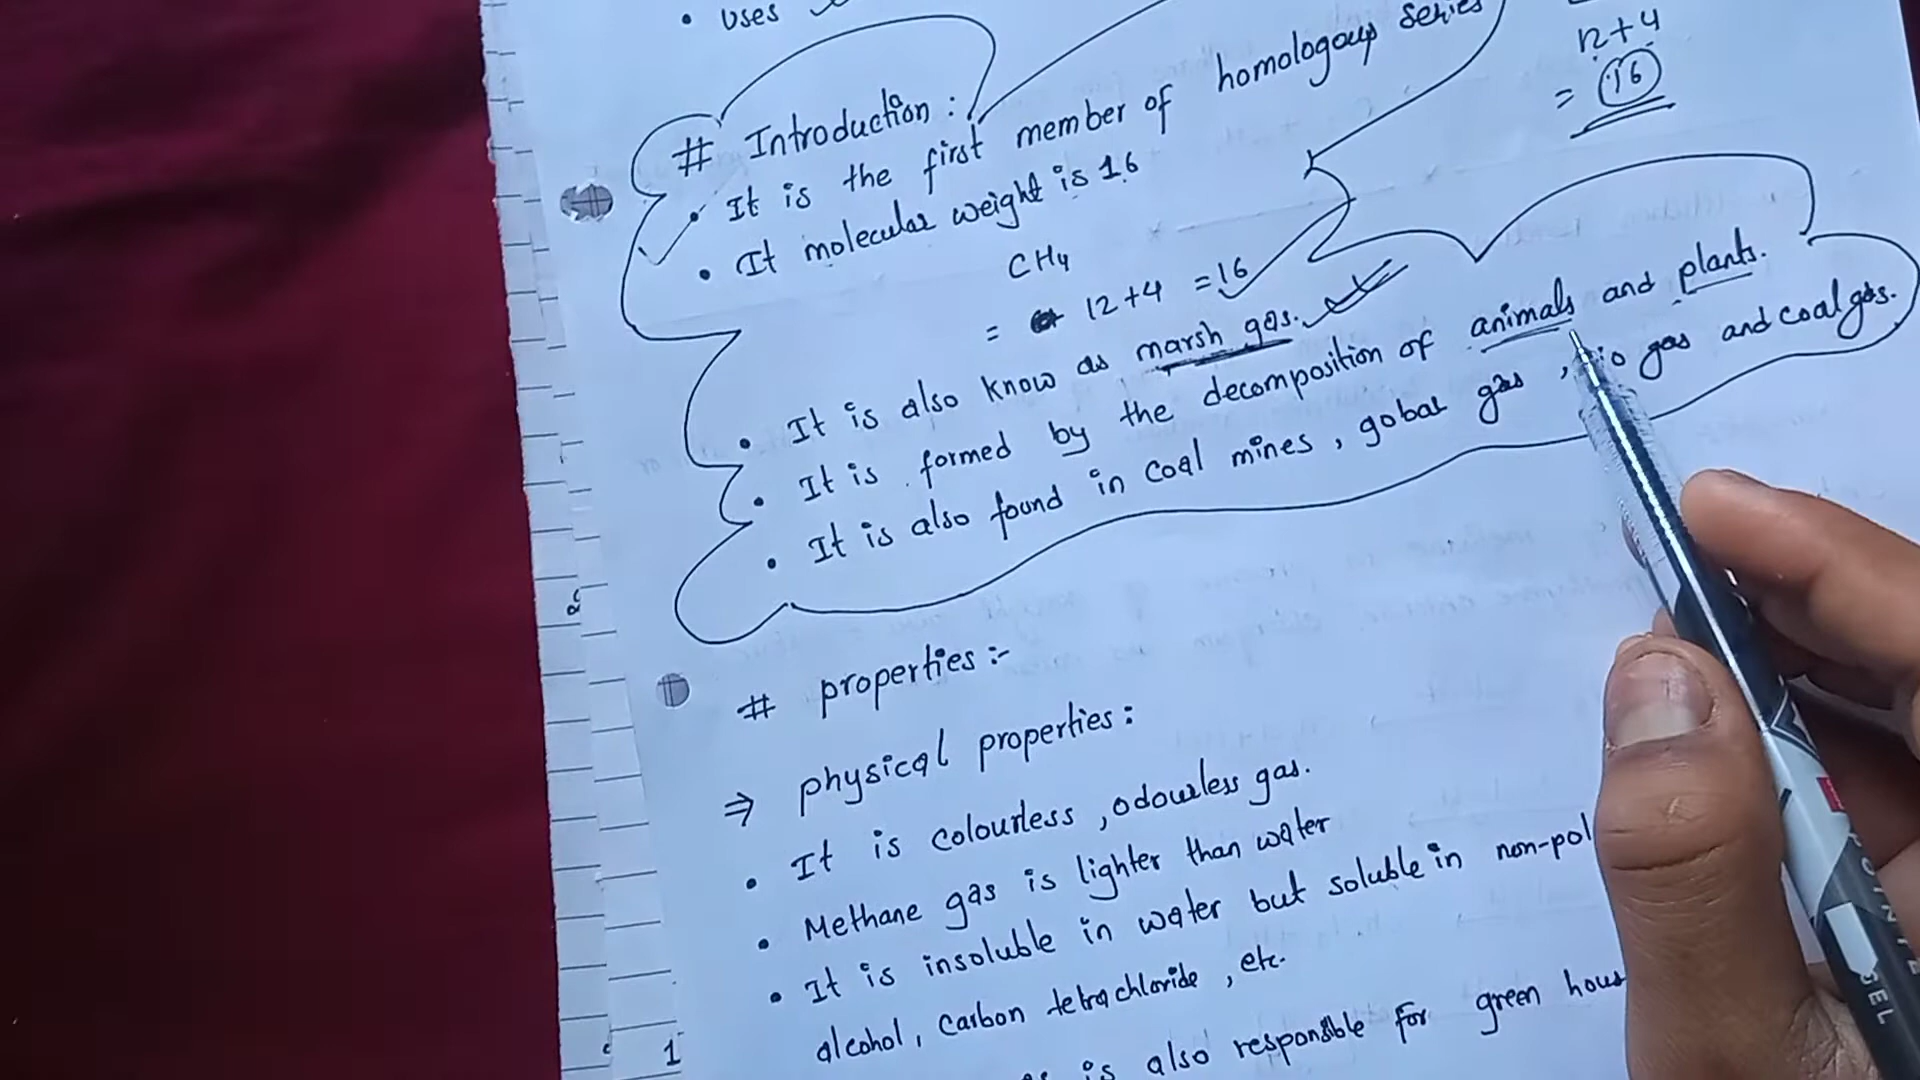 • uses
# Introduction :
• It is the first member of homologous series
• It molecular weight is 16
CH4
= 12+4 =16
12+4
= 16
• It is also know as marsh gas.
• It is formed by the decomposition of animals and plants.
• It is also found in coal mines, gobar gas, bio gas and coal gas.
# properties :-
⇒ physical properties :
• It is colourless, odourless gas.
• Methane gas is lighter than water
• It is insoluble in water but soluble in non-pol
alcohol, carbon tetrachloride, etc.
is also responsible for green hous
1